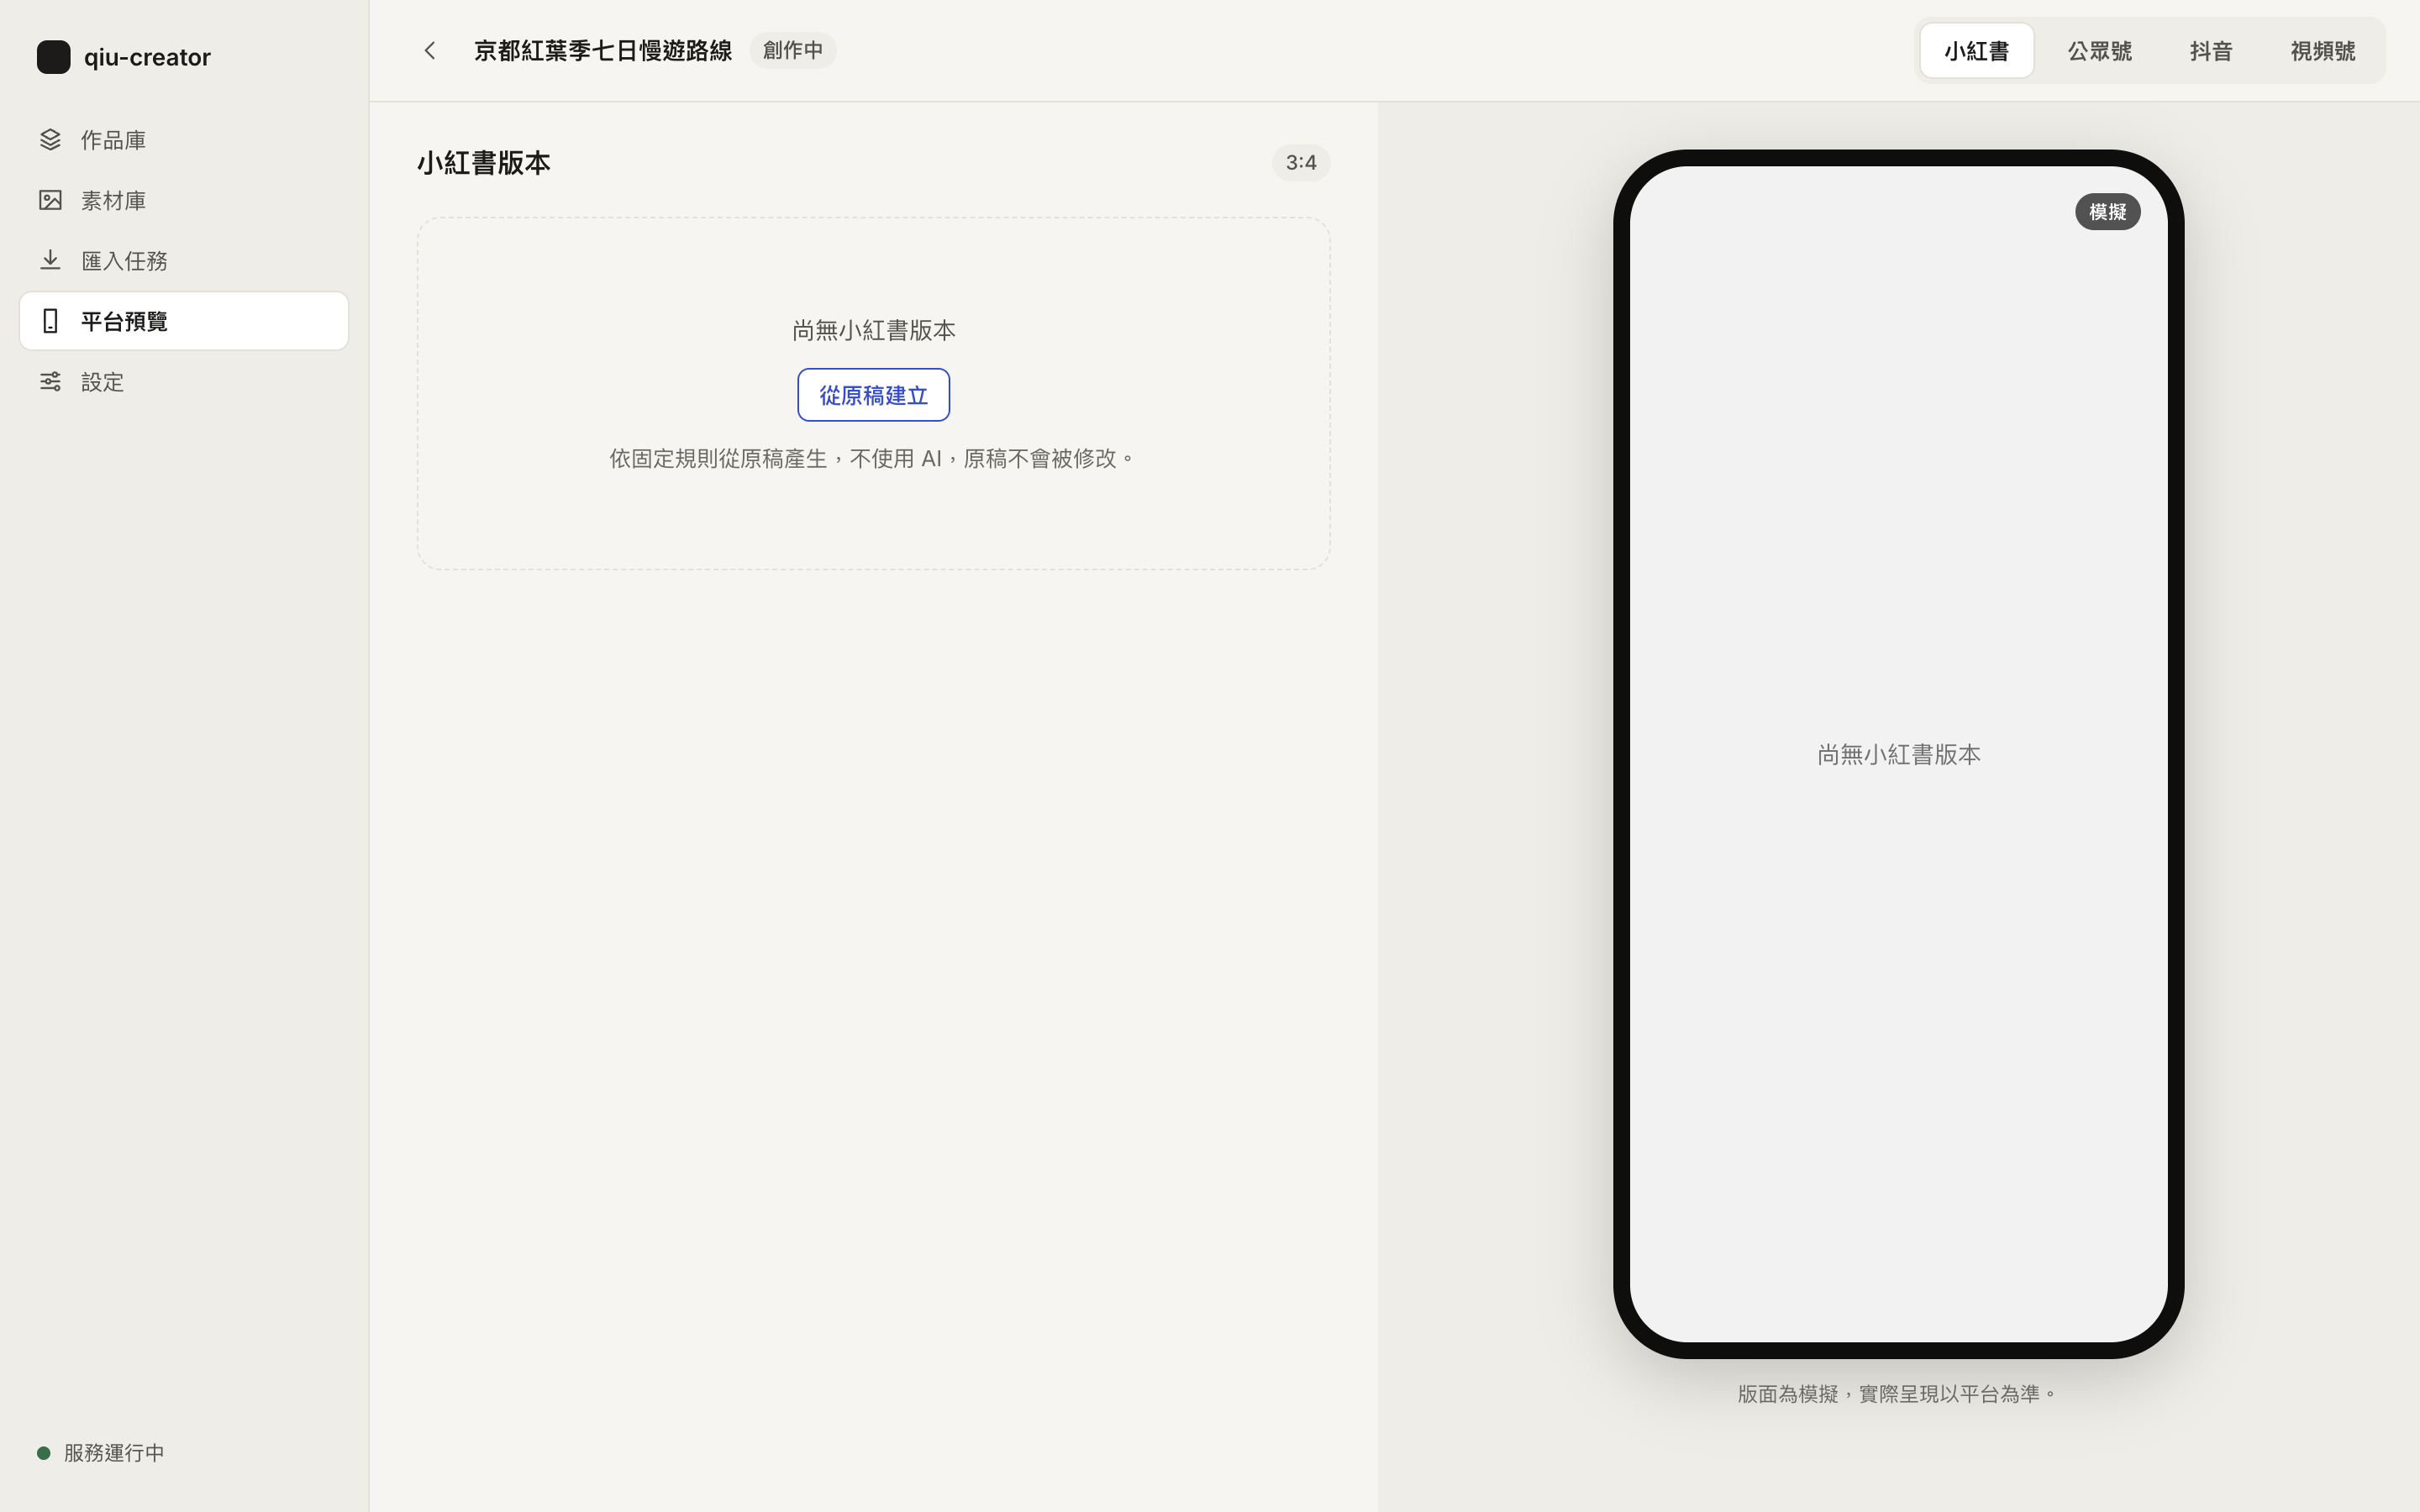 qiu-creator
作品庫
素材庫
匯入任務
平台預覽
設定
服務運行中
京都紅葉季七日慢遊路線
創作中
小紅書
公眾號
抖音
視頻號
小紅書版本
3:4
尚無小紅書版本
從原稿建立
依固定規則從原稿產生，不使用 AI，原稿不會被修改。
模擬
尚無小紅書版本
版面為模擬，實際呈現以平台為準。